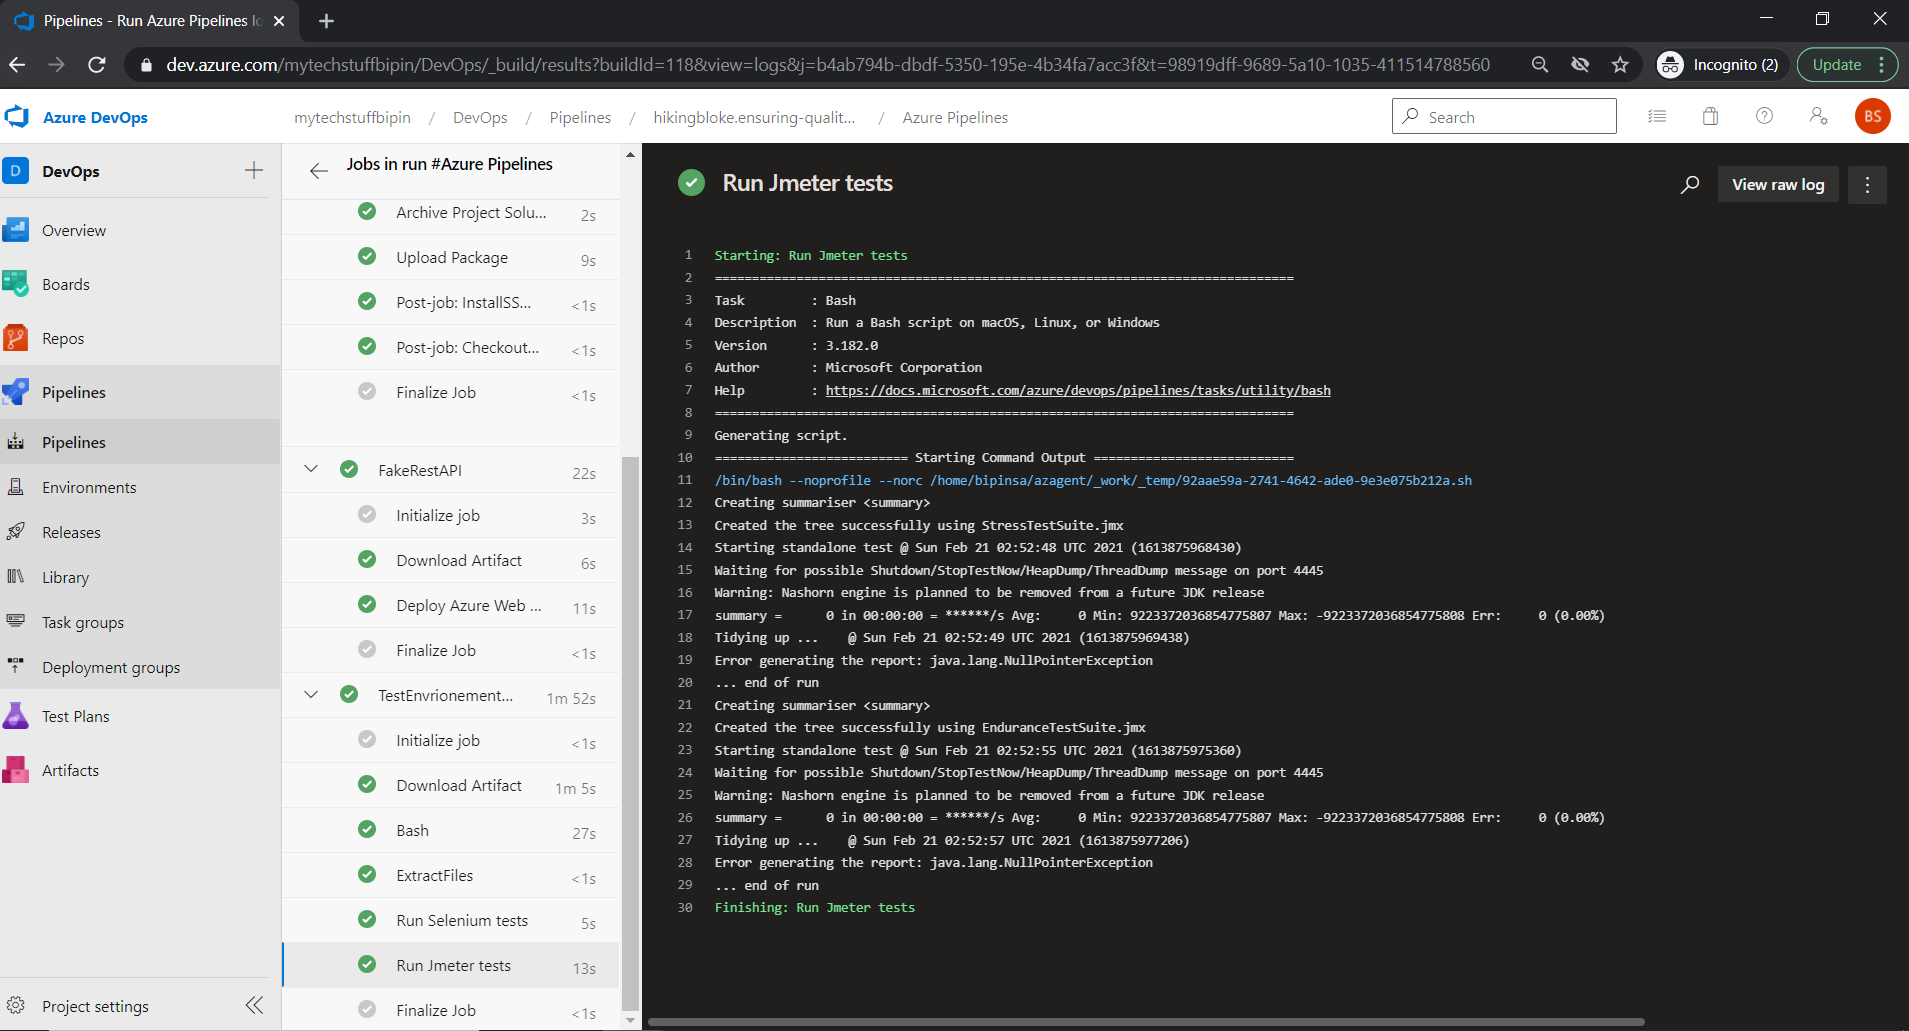 Pipelines - Run Azure Pipelines lo
dev.azure.com/mytechstuffbipin/DevOps/_build/results?buildId=118&view=logs&j=b4ab794b-dbdf-5350-195e-4b34fa7acc3f&t=98919dff-9689-5a10-1035-411514788560
Incognito (2)
Update
Azure DevOps
mytechstuffbipin / DevOps / Pipelines / hikingbloke.ensuring-qualit... / Azure Pipelines
Search
BS
D DevOps
Overview
Boards
Repos
Pipelines
Pipelines
Environments
Releases
Library
Task groups
Deployment groups
Test Plans
Artifacts
Project settings
Jobs in run #Azure Pipelines
Archive Project Solu... 2s
Upload Package 9s
Post-job: InstallSS... <1s
Post-job: Checkout... <1s
Finalize Job <1s
FakeRestAPI 22s
Initialize job 3s
Download Artifact 6s
Deploy Azure Web ... 11s
Finalize Job <1s
TestEnvrionement... 1m 52s
Initialize job <1s
Download Artifact 1m 5s
Bash 27s
ExtractFiles <1s
Run Selenium tests 5s
Run Jmeter tests 13s
Finalize Job <1s
Run Jmeter tests
View raw log
1 Starting: Run Jmeter tests
2 ==============================================================================
3 Task         : Bash
4 Description  : Run a Bash script on macOS, Linux, or Windows
5 Version      : 3.182.0
6 Author       : Microsoft Corporation
7 Help         : https://docs.microsoft.com/azure/devops/pipelines/tasks/utility/bash
8 ==============================================================================
9 Generating script.
10 ========================== Starting Command Output ===========================
11 /bin/bash --noprofile --norc /home/bipinsa/azagent/_work/_temp/92aae59a-2741-4642-ade0-9e3e075b212a.sh
12 Creating summariser <summary>
13 Created the tree successfully using StressTestSuite.jmx
14 Starting standalone test @ Sun Feb 21 02:52:48 UTC 2021 (1613875968430)
15 Waiting for possible Shutdown/StopTestNow/HeapDump/ThreadDump message on port 4445
16 Warning: Nashorn engine is planned to be removed from a future JDK release
17 summary =      0 in 00:00:00 = ******/s Avg:     0 Min: 9223372036854775807 Max: -9223372036854775808 Err:     0 (0.00%)
18 Tidying up ...    @ Sun Feb 21 02:52:49 UTC 2021 (1613875969438)
19 Error generating the report: java.lang.NullPointerException
20 ... end of run
21 Creating summariser <summary>
22 Created the tree successfully using EnduranceTestSuite.jmx
23 Starting standalone test @ Sun Feb 21 02:52:55 UTC 2021 (1613875975360)
24 Waiting for possible Shutdown/StopTestNow/HeapDump/ThreadDump message on port 4445
25 Warning: Nashorn engine is planned to be removed from a future JDK release
26 summary =      0 in 00:00:00 = ******/s Avg:     0 Min: 9223372036854775807 Max: -9223372036854775808 Err:     0 (0.00%)
27 Tidying up ...    @ Sun Feb 21 02:52:57 UTC 2021 (1613875977206)
28 Error generating the report: java.lang.NullPointerException
29 ... end of run
30 Finishing: Run Jmeter tests